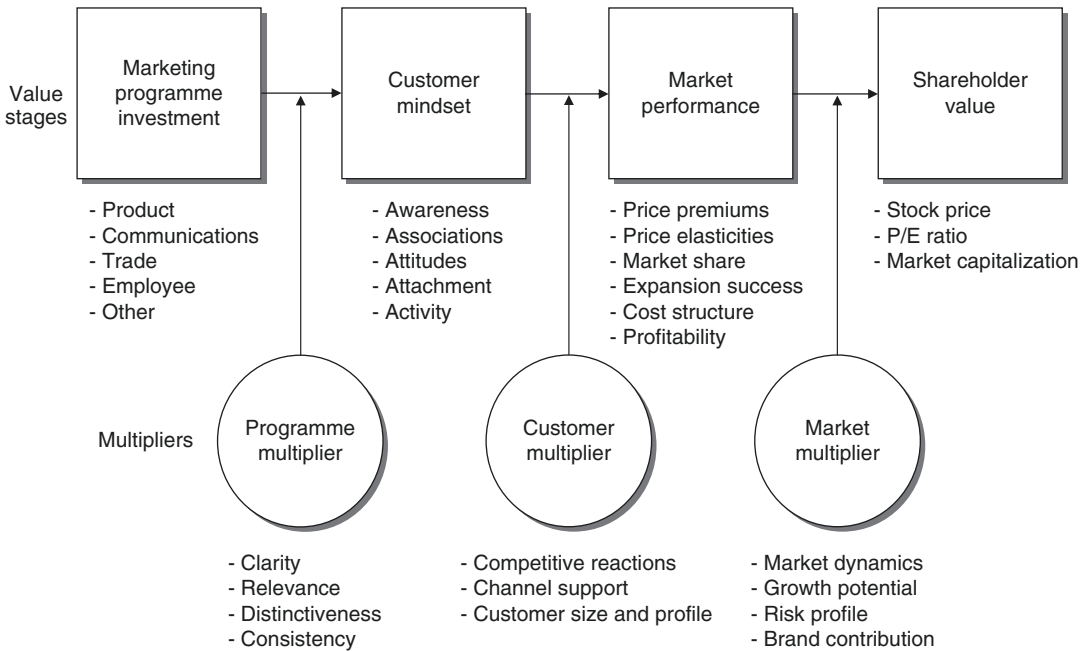 Value
stages
Marketing
programme
investment
Customer
mindset
Market
performance
Shareholder
value
- Product
- Communications
- Trade
- Employee
- Other
- Awareness
- Associations
- Attitudes
- Attachment
- Activity
- Price premiums
- Price elasticities
- Market share
- Expansion success
- Cost structure
- Profitability
- Stock price
- P/E ratio
- Market capitalization
Multipliers
Programme
multiplier
Customer
multiplier
Market
multiplier
- Clarity
- Relevance
- Distinctiveness
- Consistency
- Competitive reactions
- Channel support
- Customer size and profile
- Market dynamics
- Growth potential
- Risk profile
- Brand contribution